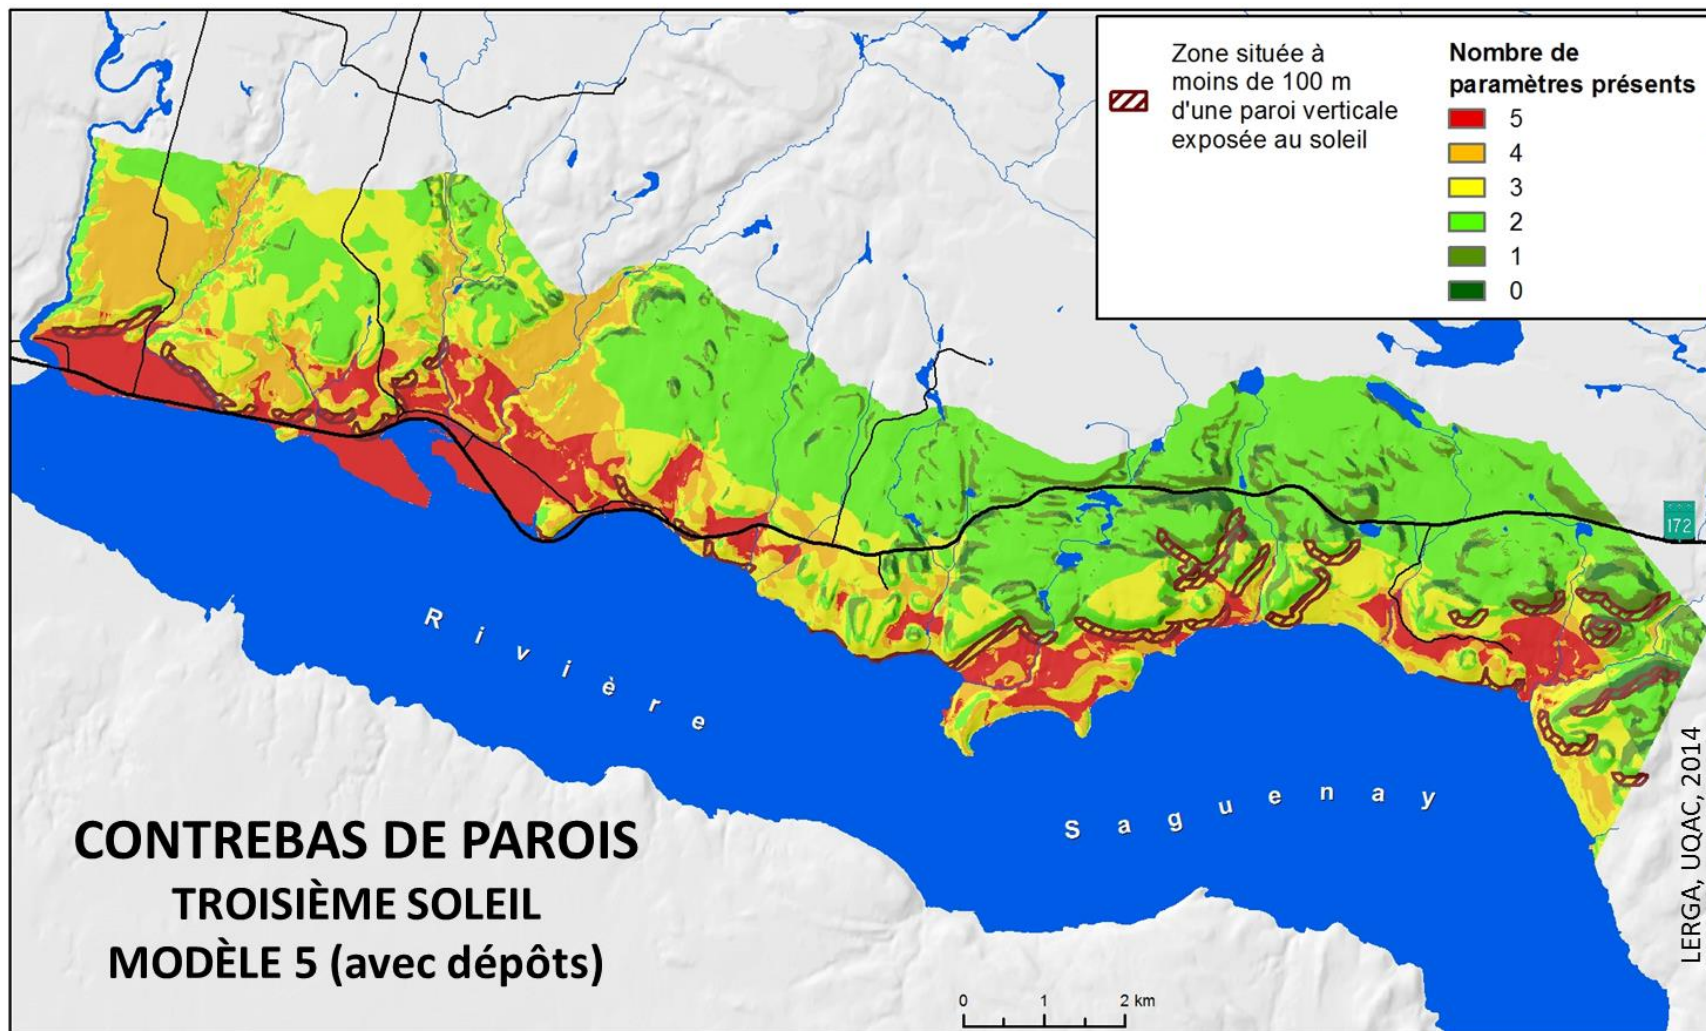 Zone située à
moins de 100 m
d'une paroi verticale
exposée au soleil
Nombre de
paramètres présents
5
4
3
2
1
0
172
Rivière
Saguenay
CONTREBAS DE PAROIS
TROISIÈME SOLEIL
MODÈLE 5 (avec dépôts)
0 1 2 km
LERGA, UQAC, 2014